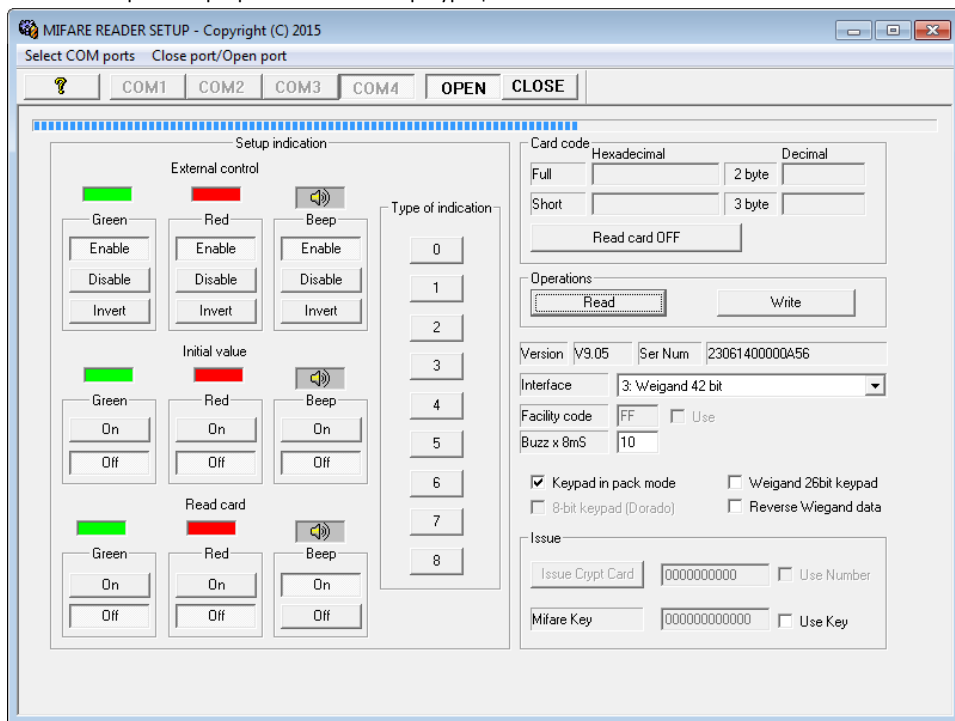 MIFARE READER SETUP - Copyright (C) 2015
Select COM ports Close port/Open port
? COM1 COM2 COM3 COM4 OPEN CLOSE
Setup indication
External control
Green Red Beep
Enable Enable Enable
Disable Disable Disable
Invert Invert Invert
Initial value
Green Red Beep
On On On
Off Off Off
Read card
Green Red Beep
On On On
Off Off Off
Type of indication
0
1
2
3
4
5
6
7
8
Card code
Hexadecimal Decimal
Full 2 byte
Short 3 byte
Read card OFF
Operations
Read Write
Version V9.05 Ser Num 23061400000A56
Interface 3: Weigand 42 bit
Facility code FF Use
Buzz x 8mS 10
Keypad in pack mode Weigand 26bit keypad
8-bit keypad (Dorado) Reverse Wiegand data
Issue
Issue Crypt Card 0000000000 Use Number
Mifare Key 000000000000 Use Key